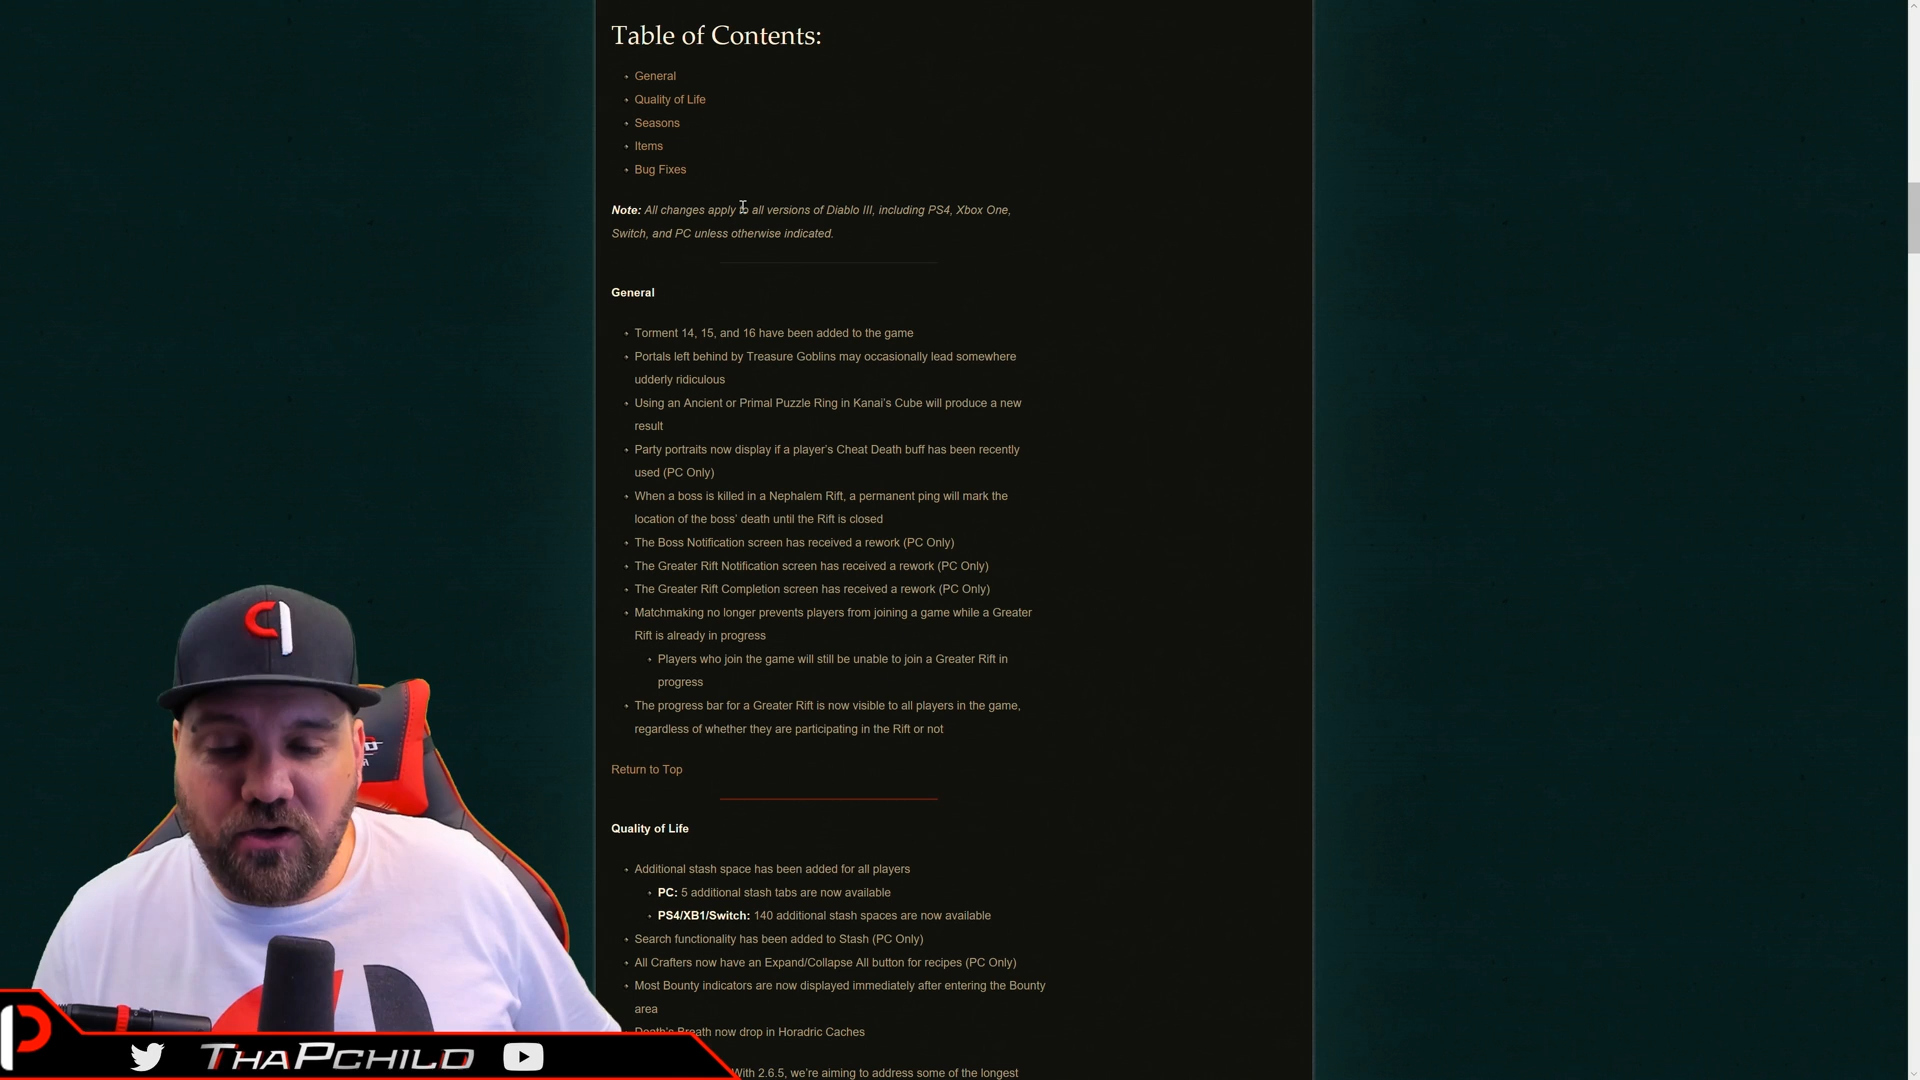 Table of Contents:
General
Quality of Life
Seasons
Items
Bug Fixes
Note: All changes apply to all versions of Diablo III, including PS4, Xbox One,
Switch, and PC unless otherwise indicated.
General
Torment 14, 15, and 16 have been added to the game
Portals left behind by Treasure Goblins may occasionally lead somewhere
udderly ridiculous
Using an Ancient or Primal Puzzle Ring in Kanai’s Cube will produce a new
result
Party portraits now display if a player’s Cheat Death buff has been recently
used (PC Only)
When a boss is killed in a Nephalem Rift, a permanent ping will mark the
location of the boss’ death until the Rift is closed
The Boss Notification screen has received a rework (PC Only)
The Greater Rift Notification screen has received a rework (PC Only)
The Greater Rift Completion screen has received a rework (PC Only)
Matchmaking no longer prevents players from joining a game while a Greater
Rift is already in progress
Players who join the game will still be unable to join a Greater Rift in
progress
The progress bar for a Greater Rift is now visible to all players in the game,
regardless of whether they are participating in the Rift or not
Return to Top
Quality of Life
Additional stash space has been added for all players
PC: 5 additional stash tabs are now available
PS4/XB1/Switch: 140 additional stash spaces are now available
Search functionality has been added to Stash (PC Only)
All Crafters now have an Expand/Collapse All button for recipes (PC Only)
Most Bounty indicators are now displayed immediately after entering the Bounty
area
Death's Breath now drop in Horadric Caches
With 2.6.5, we’re aiming to address some of the longest
THAPCHILD